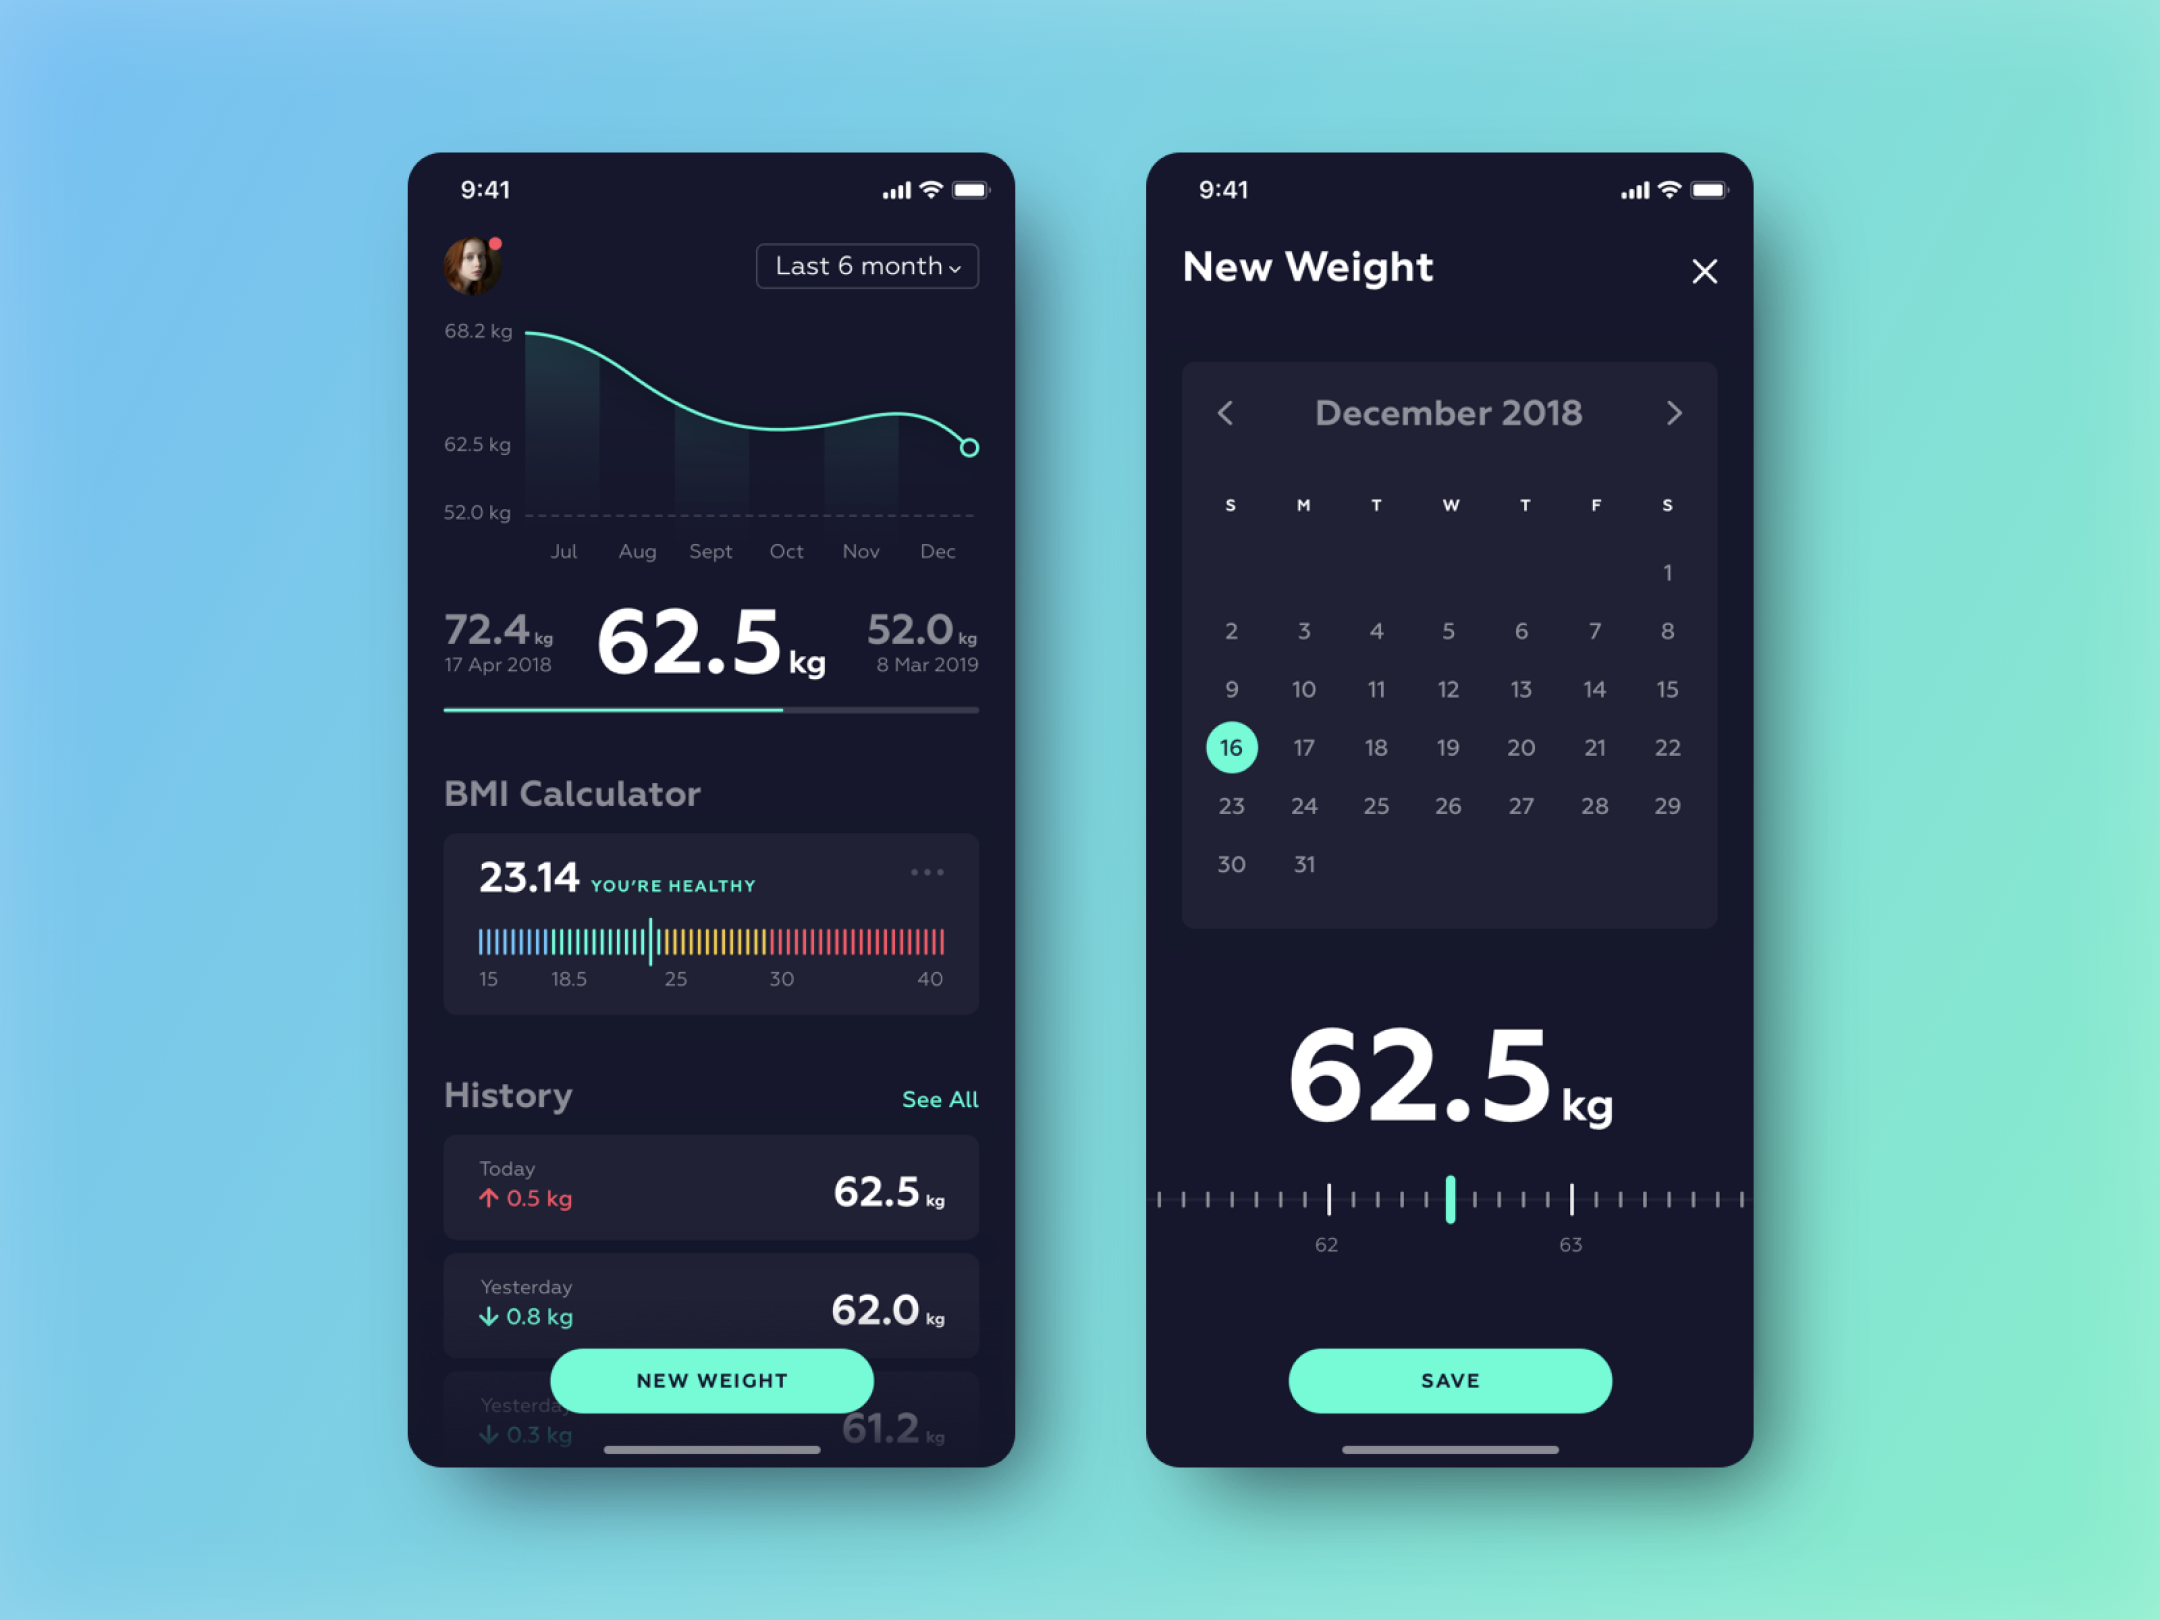 9:41
Last 6 month
68.2 kg
62.5 kg
52.0 kg
Jul Aug Sept Oct Nov Dec
72.4 kg
17 Apr 2018
62.5 kg
52.0 kg
8 Mar 2019
BMI Calculator
23.14 YOU'RE HEALTHY
15 18.5 25 30 40
History
See All
Today
0.5 kg
62.5 kg
Yesterday
0.8 kg
62.0 kg
NEW WEIGHT
Yesterday
0.3 kg
61.2 kg
9:41
New Weight
December 2018
S M T W T F S
1
2 3 4 5 6 7 8
9 10 11 12 13 14 15
16 17 18 19 20 21 22
23 24 25 26 27 28 29
30 31
62.5 kg
62 63
SAVE